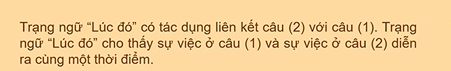 Trạng ngữ “Lúc đó” có tác dụng liên kết câu (2) với câu (1). Trạng
ngữ “Lúc đó” cho thấy sự việc ở câu (1) và sự việc ở câu (2) diễn
ra cùng một thời điểm.